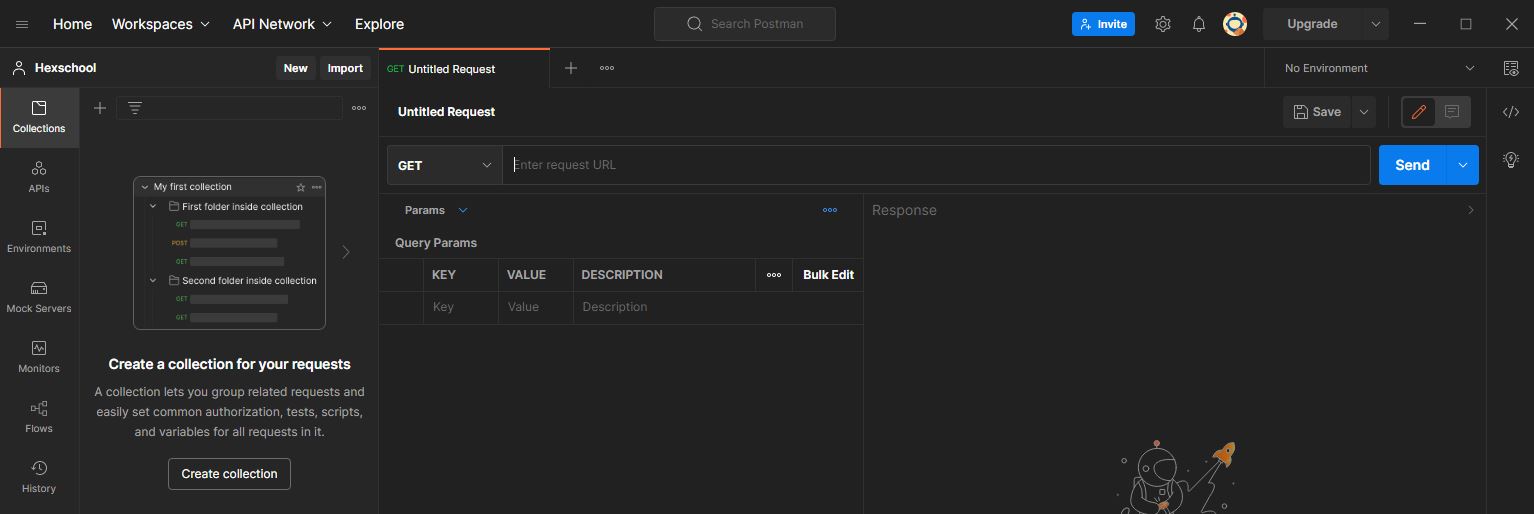 Home Workspaces API Network Explore Search Postman Invite Upgrade
Hexschool New Import GET Untitled Request No Environment
Collections
APIs
Environments
Mock Servers
Monitors
Flows
History
My first collection
First folder inside collection
GET
POST
GET
Second folder inside collection
GET
GET
Create a collection for your requests
A collection lets you group related requests and
easily set common authorization, tests, scripts,
and variables for all requests in it.
Create collection
Untitled Request Save
GET Enter request URL Send
Params
Query Params
KEY VALUE DESCRIPTION Bulk Edit
Key Value Description
Response